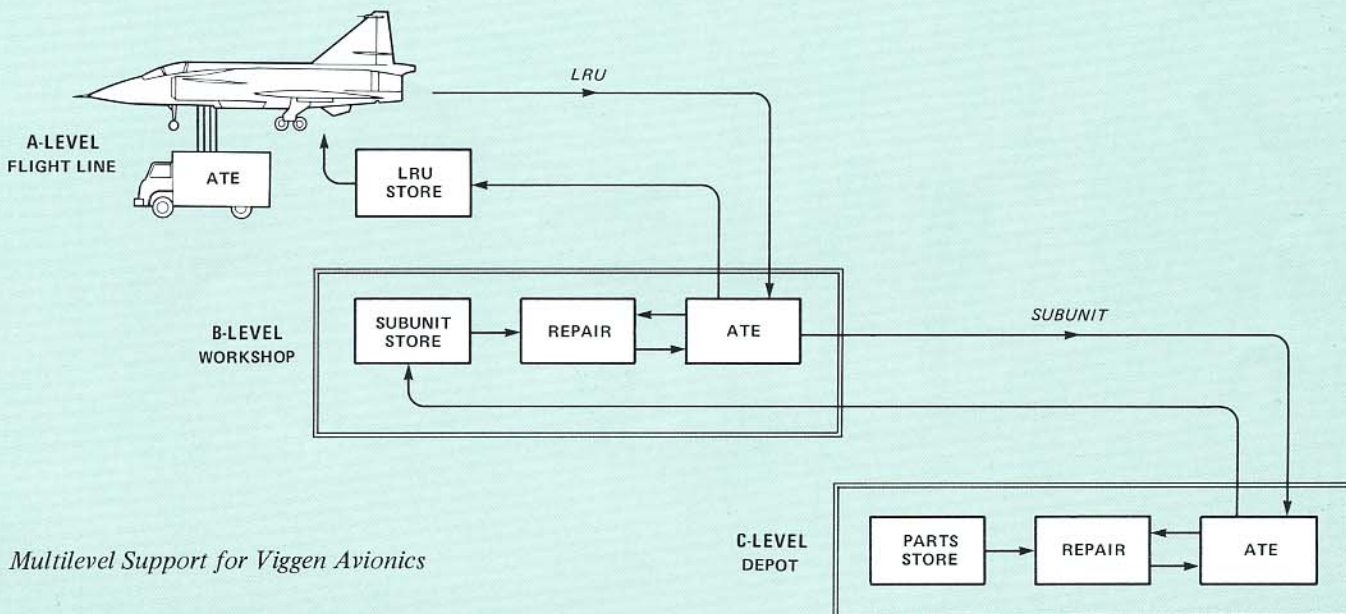 LRU
A-LEVEL
FLIGHT LINE
ATE
LRU
STORE
B-LEVEL
WORKSHOP
SUBUNIT
STORE
REPAIR
ATE
SUBUNIT
C-LEVEL
DEPOT
PARTS
STORE
REPAIR
ATE
Multilevel Support for Viggen Avionics